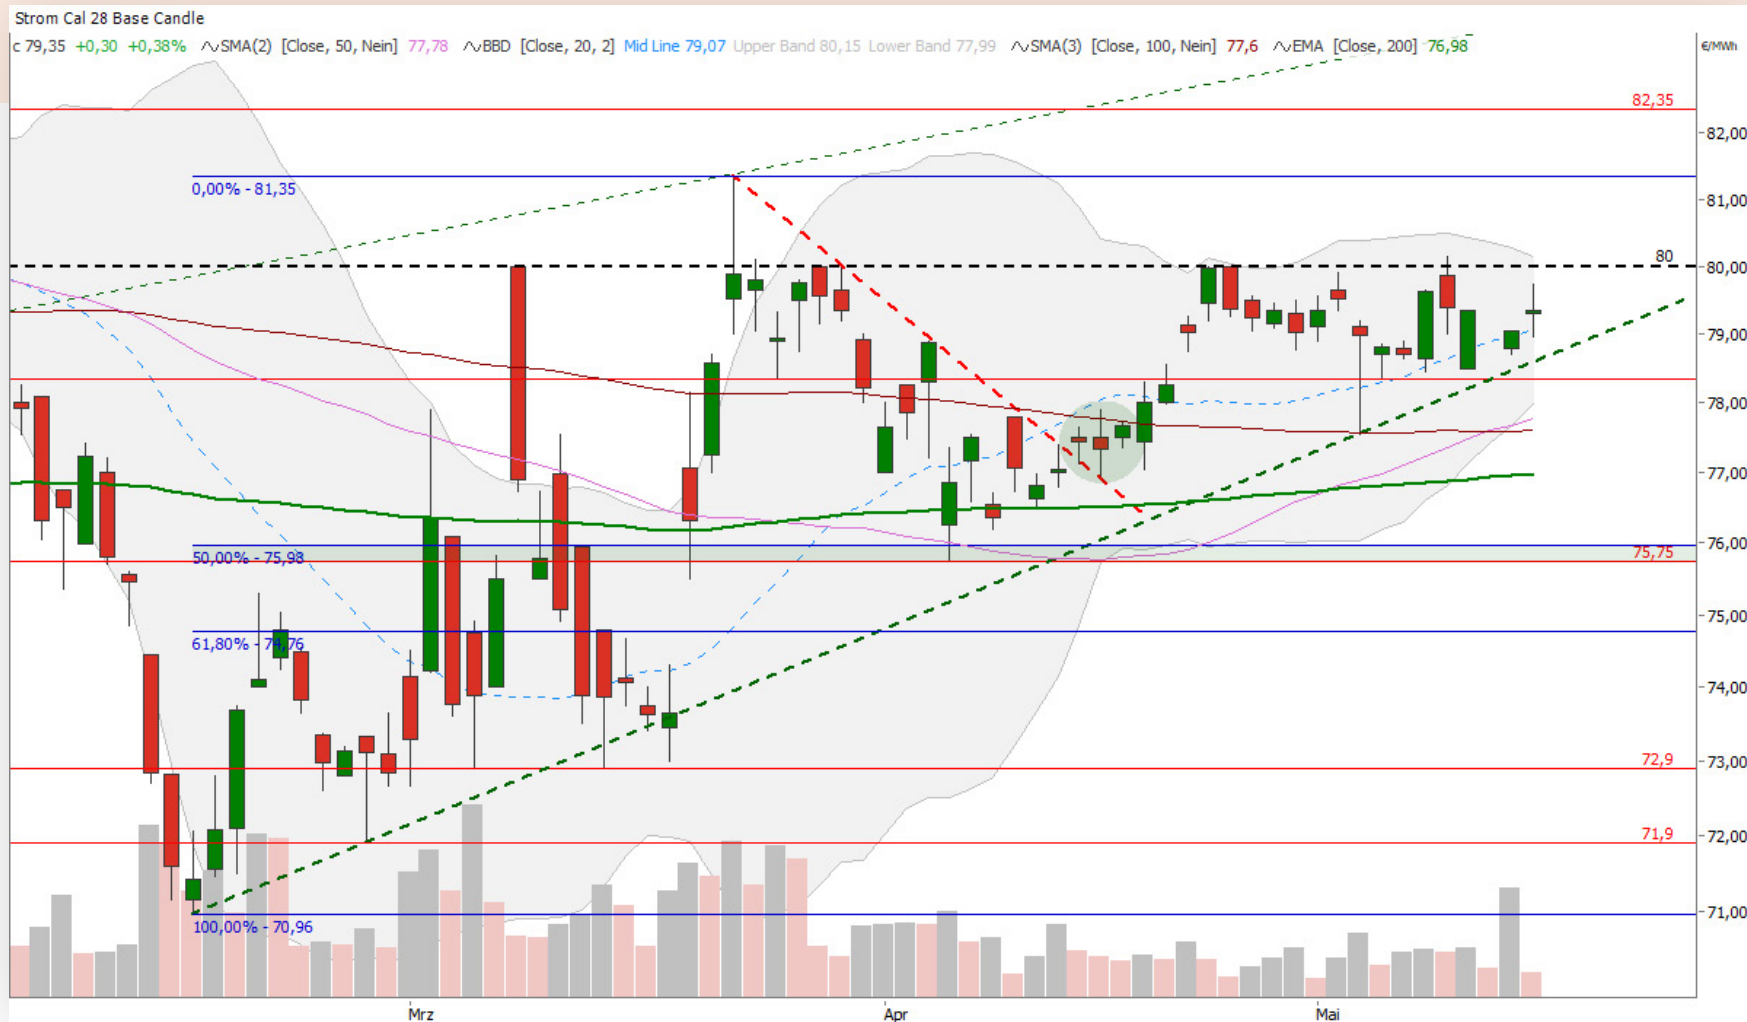 Strom Cal 28 Base Candle
c 79,35 +0,30 +0,38% SMA(2) [Close, 50, Nein] 77,78 BBD [Close, 20, 2] Mid Line 79,07 Upper Band 80,15 Lower Band 77,99 SMA(3) [Close, 100, Nein] 77,6 EMA [Close, 200] 76,98
€/MWh
82,35
82,00
0,00% - 81,35
81,00
80
80,00
79,00
78,00
77,00
76,00
50,00% - 75,98
75,75
75,00
61,80% - 74,76
74,00
72,9
73,00
71,9
72,00
71,00
100,00% - 70,96
Mrz
Apr
Mai